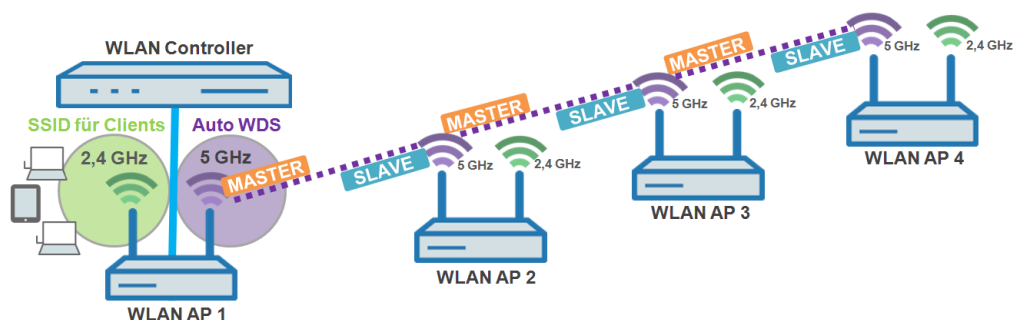 WLAN Controller
SSID für Clients
Auto WDS
2,4 GHz
5 GHz
MASTER
WLAN AP 1
SLAVE
5 GHz
2,4 GHz
MASTER
WLAN AP 2
SLAVE
5 GHz
2,4 GHz
MASTER
WLAN AP 3
SLAVE
5 GHz
2,4 GHz
WLAN AP 4